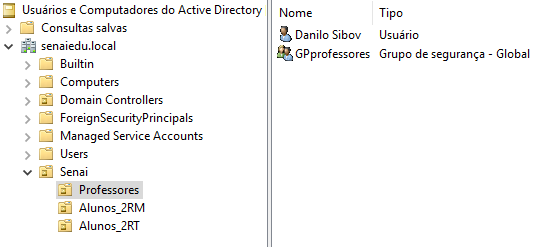 Usuários e Computadores do Active Directory
Consultas salvas
senaiedu.local
Builtin
Computers
Domain Controllers
ForeignSecurityPrincipals
Managed Service Accounts
Users
Senai
Professores
Alunos_2RM
Alunos_2RT
Nome Tipo
Danilo Sibov Usuário
GPprofessores Grupo de segurança - Global